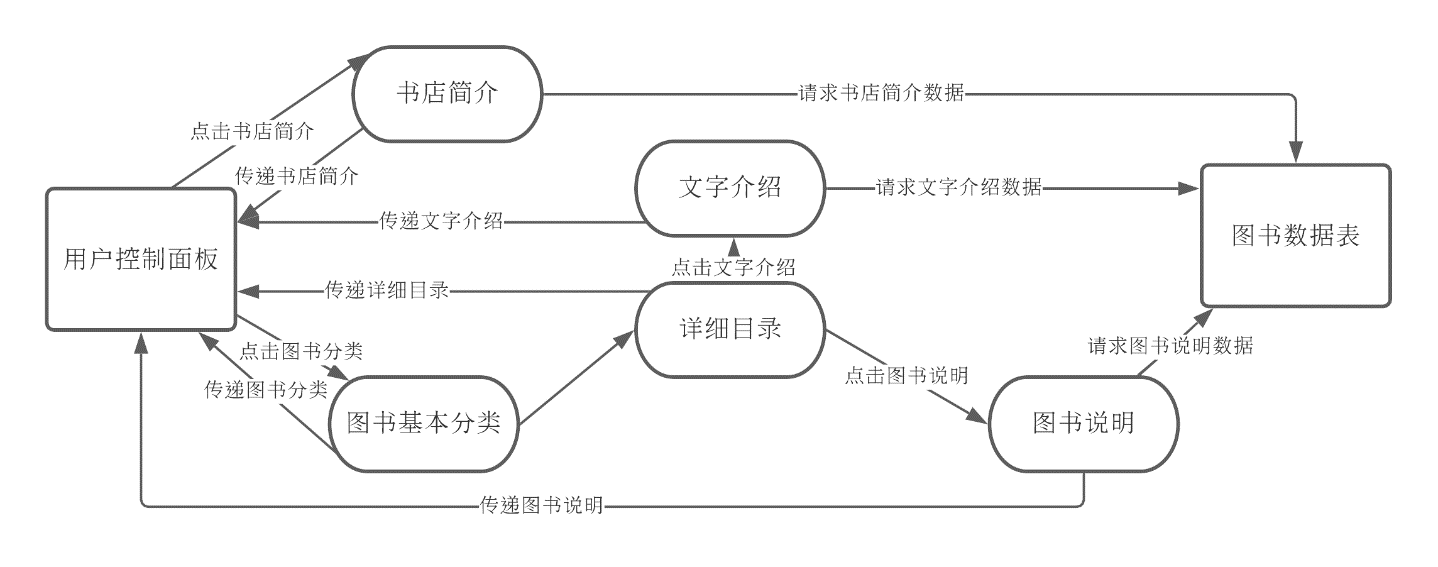 书店简介
请求书店简介数据
点击书店简介
传递书店简介
文字介绍
请求文字介绍数据
传递文字介绍
图书数据表
用户控制面板
点击文字介绍
传递详细目录
详细目录
请求图书说明数据
点击图书分类
点击图书说明
传递图书分类
图书基本分类
图书说明
传递图书说明